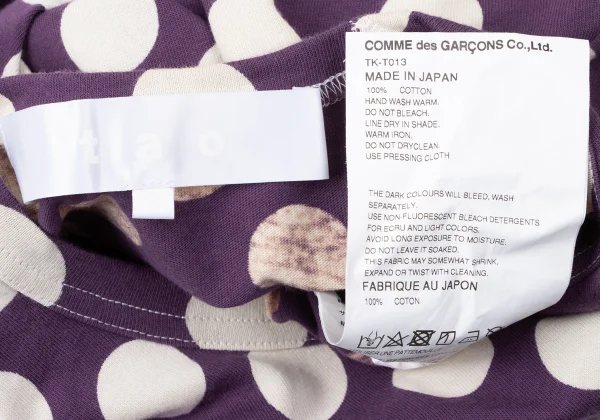 COMME des GARÇONS Co.,Ltd.
TK-T013
MADE IN JAPAN
100% COTTON
HAND WASH WARM.
DO NOT BLEACH.
LINE DRY IN SHADE.
WARM IRON.
DO NOT DRYCLEAN.
USE PRESSING CLOTH
THE DARK COLOURS WILL BLEED, WASH
SEPARATELY.
USE NON FLUORESCENT BLEACH DETERGENTS
FOR ECRU AND LIGHT COLORS.
AVOID LONG EXPOSURE TO MOISTURE.
DO NOT LEAVE IT SOAKED.
THIS FABRIC MAY SOMEWHAT SHRINK,
EXPAND OR TWIST WITH CLEANING.
FABRIQUE AU JAPON
100% COTON